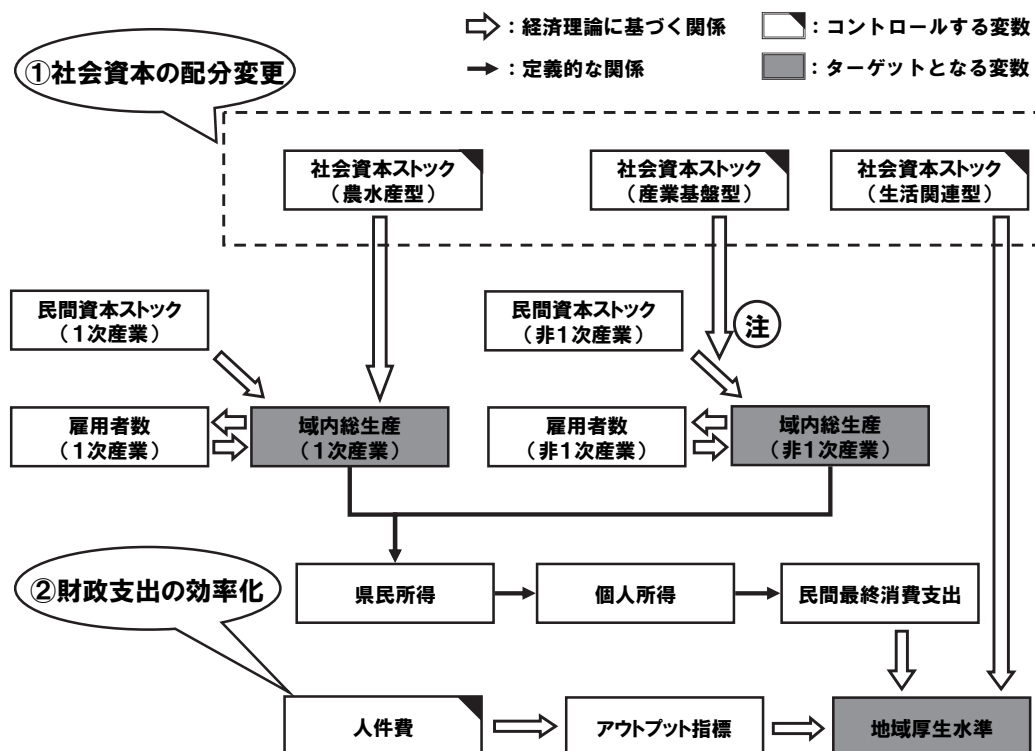 ：経済理論に基づく関係
：コントロールする変数
：定義的な関係
：ターゲットとなる変数
①社会資本の配分変更
社会資本ストック
（農水産型）
社会資本ストック
（産業基盤型）
社会資本ストック
（生活関連型）
民間資本ストック
（1次産業）
民間資本ストック
（非1次産業）
注
雇用者数
（1次産業）
域内総生産
（1次産業）
雇用者数
（非1次産業）
域内総生産
（非1次産業）
②財政支出の効率化
県民所得
個人所得
民間最終消費支出
人件費
アウトプット指標
地域厚生水準